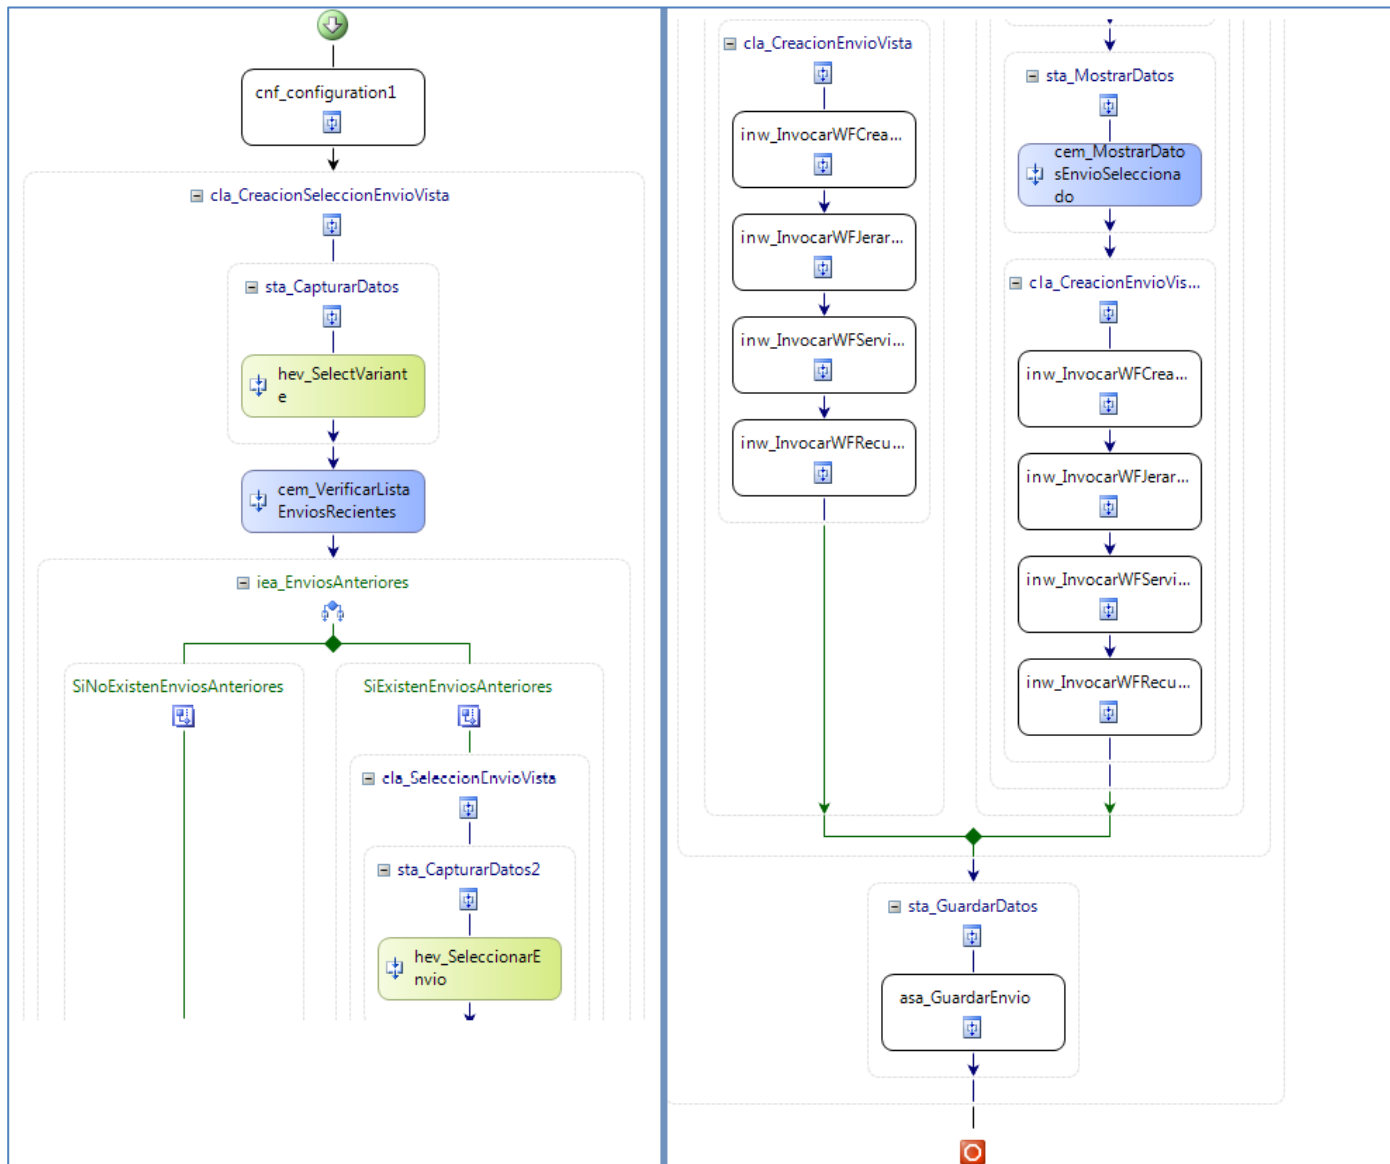 cnf_configuration1
cla_CreacionSeleccionEnvioVista
sta_CapturarDatos
hev_SelectVariant
e
cem_VerificarLista
EnviosRecientes
iea_EnviosAnteriores
SiNoExistenEnviosAnteriores
SiExistenEnviosAnteriores
cla_SeleccionEnvioVista
sta_CapturarDatos2
hev_SeleccionarE
nvio
cla_CreacionEnvioVista
inw_InvocarWFCrea...
inw_InvocarWFJerar...
inw_InvocarWFServi...
inw_InvocarWFRecu...
sta_MostrarDatos
cem_MostrarDato
sEnvioSelecciona
do
cla_CreacionEnvioVis...
inw_InvocarWFCrea...
inw_InvocarWFJerar...
inw_InvocarWFServi...
inw_InvocarWFRecu...
sta_GuardarDatos
asa_GuardarEnvio